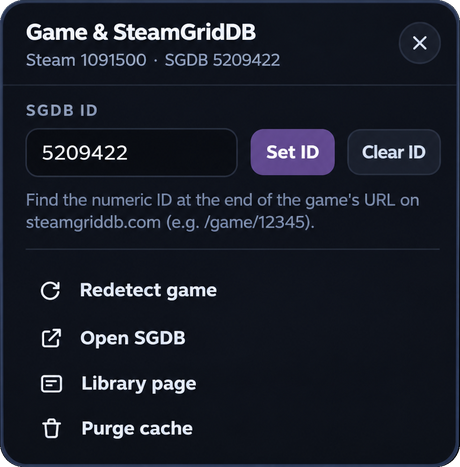 Game & SteamGridDB
Steam 1091500 · SGDB 5209422
SGDB ID
5209422
Set ID
Clear ID
Find the numeric ID at the end of the game's URL on
steamgriddb.com (e.g. /game/12345).
Redetect game
Open SGDB
Library page
Purge cache